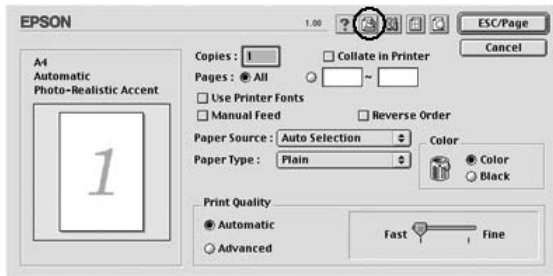 EPSON 1.00 ? ESC/Page
Cancel
A4
Automatic
Photo-Realistic Accent
1
Copies : 1 Collate in Printer
Pages : All ~
Use Printer Fonts
Manual Feed Reverse Order
Paper Source : Auto Selection
Paper Type : Plain
Color
Color
Black
Print Quality
Automatic
Advanced
Fast Fine